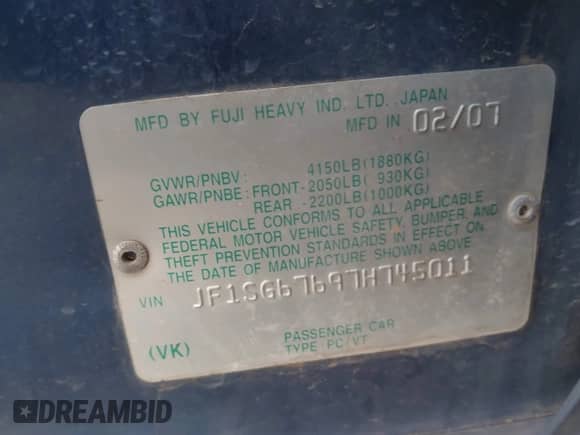 MFD BY FUJI HEAVY IND. LTD. JAPAN
MFD IN 02/07
GVWR/PNBV : 4150LB(1880KG)
GAWR/PNBE : FRONT-2050LB( 930KG)
REAR -2200LB(1000KG)
THIS VEHICLE CONFORMS TO ALL APPLICABLE
FEDERAL MOTOR VEHICLE SAFETY, BUMPER, AND
THEFT PREVENTION STANDARDS IN EFFECT ON
THE DATE OF MANUFACTURE SHOWN ABOVE.
VIN JF1SG67697H745011
(VK) PASSENGER CAR
TYPE PC/VT
DREAMBID